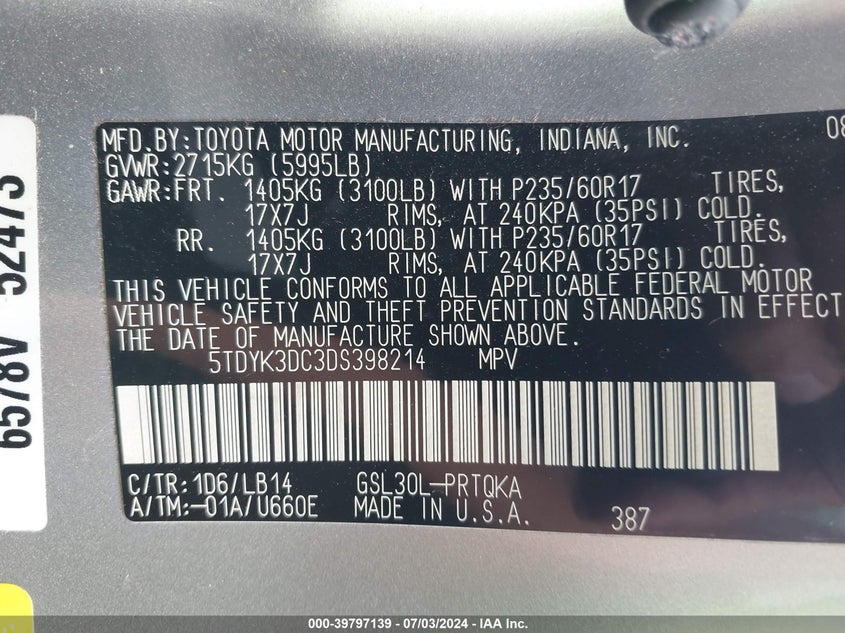 MFD.BY:TOYOTA MOTOR MANUFACTURING, INDIANA, INC. 08
GVWR:2715KG (5995LB)
GAWR:FRT. 1405KG (3100LB) WITH P235/60R17 TIRES,
17X7J RIMS, AT 240KPA (35PSI) COLD.
RR. 1405KG (3100LB) WITH P235/60R17 TIRES,
17X7J RIMS, AT 240KPA (35PSI) COLD.
THIS VEHICLE CONFORMS TO ALL APPLICABLE FEDERAL MOTOR
VEHICLE SAFETY AND THEFT PREVENTION STANDARDS IN EFFECT
THE DATE OF MANUFACTURE SHOWN ABOVE.
5TDYK3DC3DS398214 MPV
C/TR:1D6/LB14 GSL30L-PRTQKA
A/TM:-01A/U660E MADE IN U.S.A. 387
6578V 52473
000-39797139 - 07/03/2024 - IAA Inc.